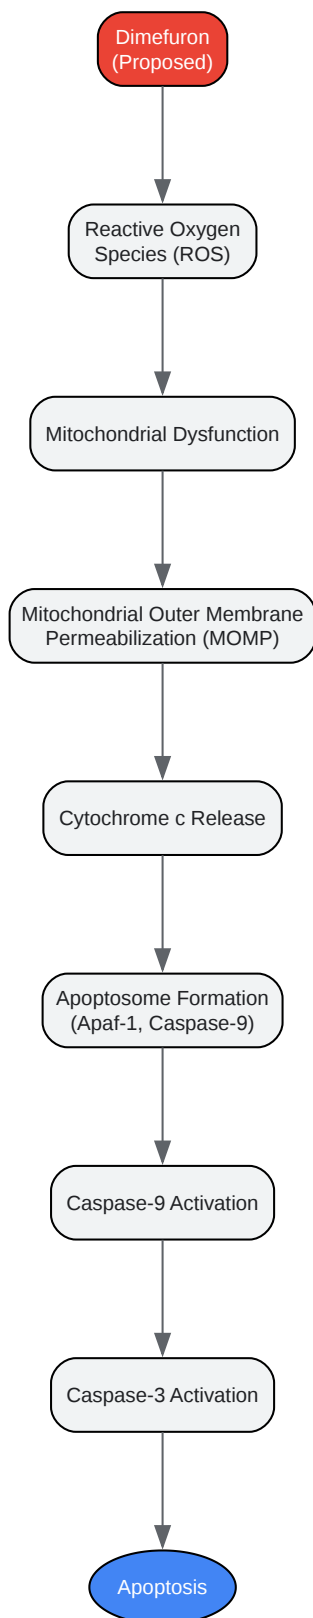 Dimefuron
(Proposed)
Reactive Oxygen
Species (ROS)
Mitochondrial Dysfunction
Mitochondrial Outer Membrane
Permeabilization (MOMP)
Cytochrome c Release
Apoptosome Formation
(Apaf-1, Caspase-9)
Caspase-9 Activation
Caspase-3 Activation
Apoptosis